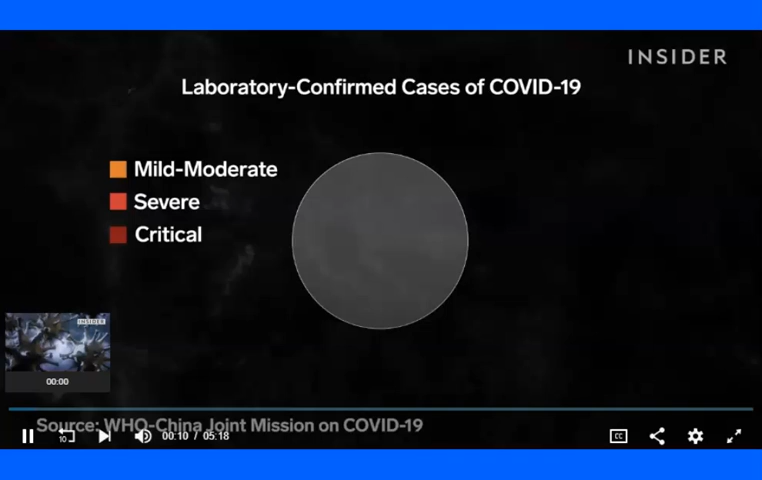 INSIDER
Laboratory-Confirmed Cases of COVID-19
Mild-Moderate
Severe
Critical
INSIDER
00:00
Source: WHO-China Joint Mission on COVID-19
10
00:10 / 05:18
CC